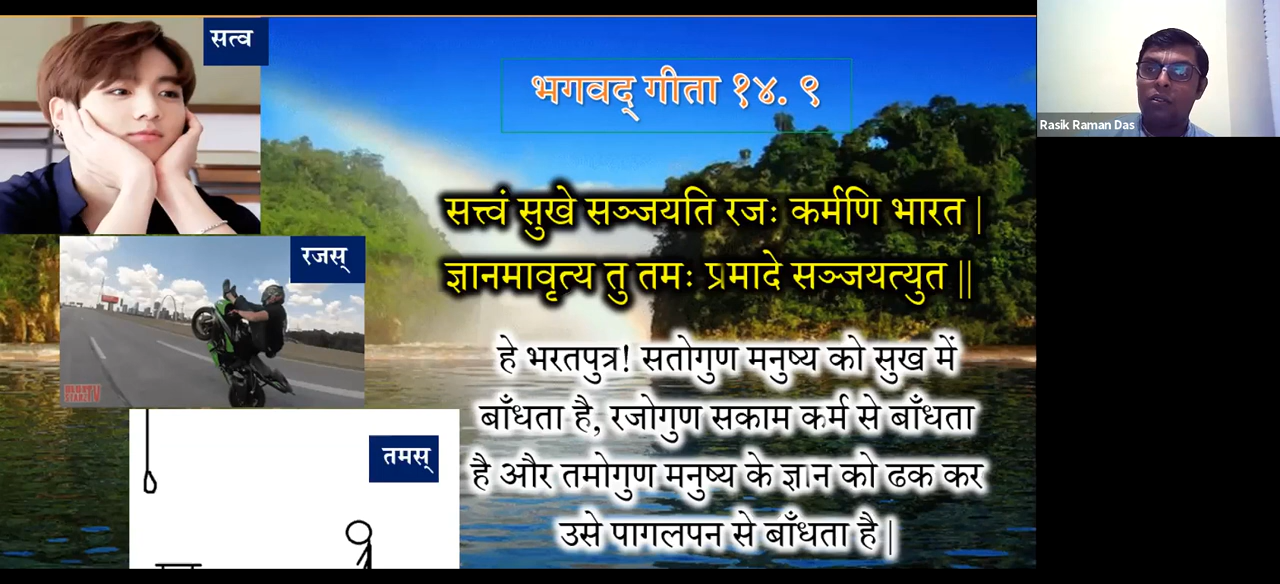 सत्व
भगवद् गीता १४. ९
Rasik Raman Das
सत्त्वं सुखे सञ्जयति रजः कर्मणि भारत |
रजस्
ज्ञानमावृत्य तु तमः प्रमादे सञ्जयत्युत ||
हे भरतपुत्र! सतोगुण मनुष्य को सुख में
बाँधता है, रजोगुण सकाम कर्म से बाँधता
तमस्
है और तमोगुण मनुष्य के ज्ञान को ढक कर
उसे पागलपन से बाँधता है |